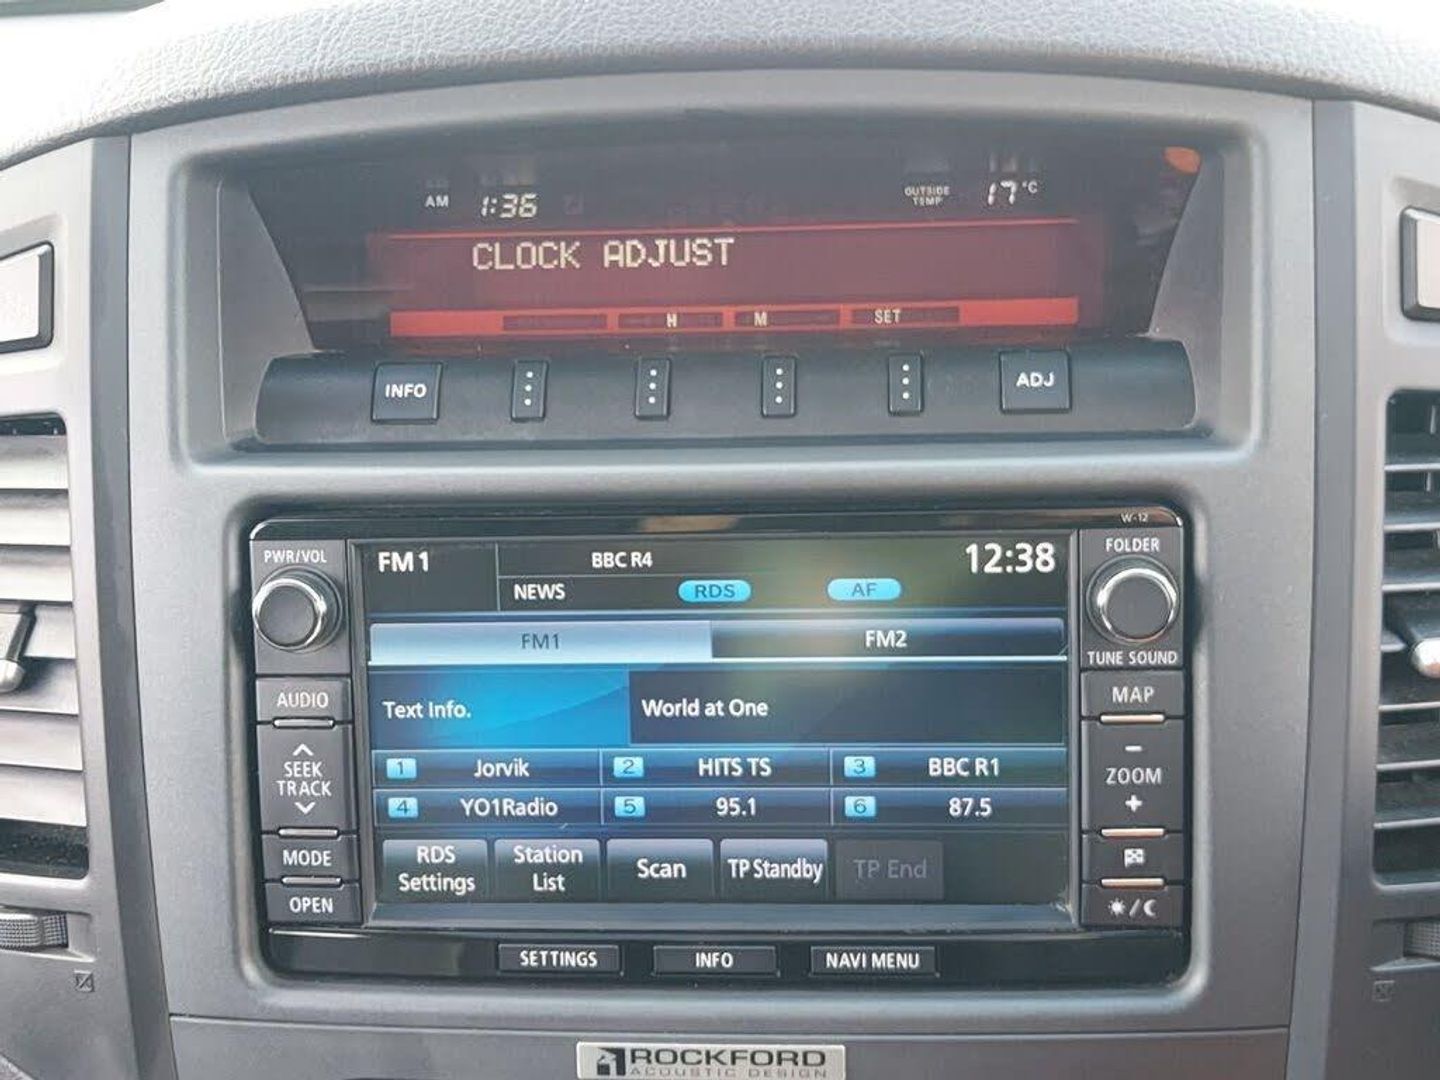 AM 1:36 OUTSIDE TEMP 17°C
CLOCK ADJUST
H M SET
INFO ADJ
W-12
PWR/VOL
FM1 BBC R4 12:38
NEWS RDS AF
FOLDER
TUNE SOUND
FM1 FM2
AUDIO
Text Info. World at One
MAP
SEEK
TRACK
1 Jorvik 2 HITS TS 3 BBC R1
4 YO1Radio 5 95.1 6 87.5
- ZOOM +
MODE
RDS Settings Station List Scan TP Standby TP End
OPEN
SETTINGS INFO NAVI MENU
ROCKFORD
ACOUSTIC DESIGN